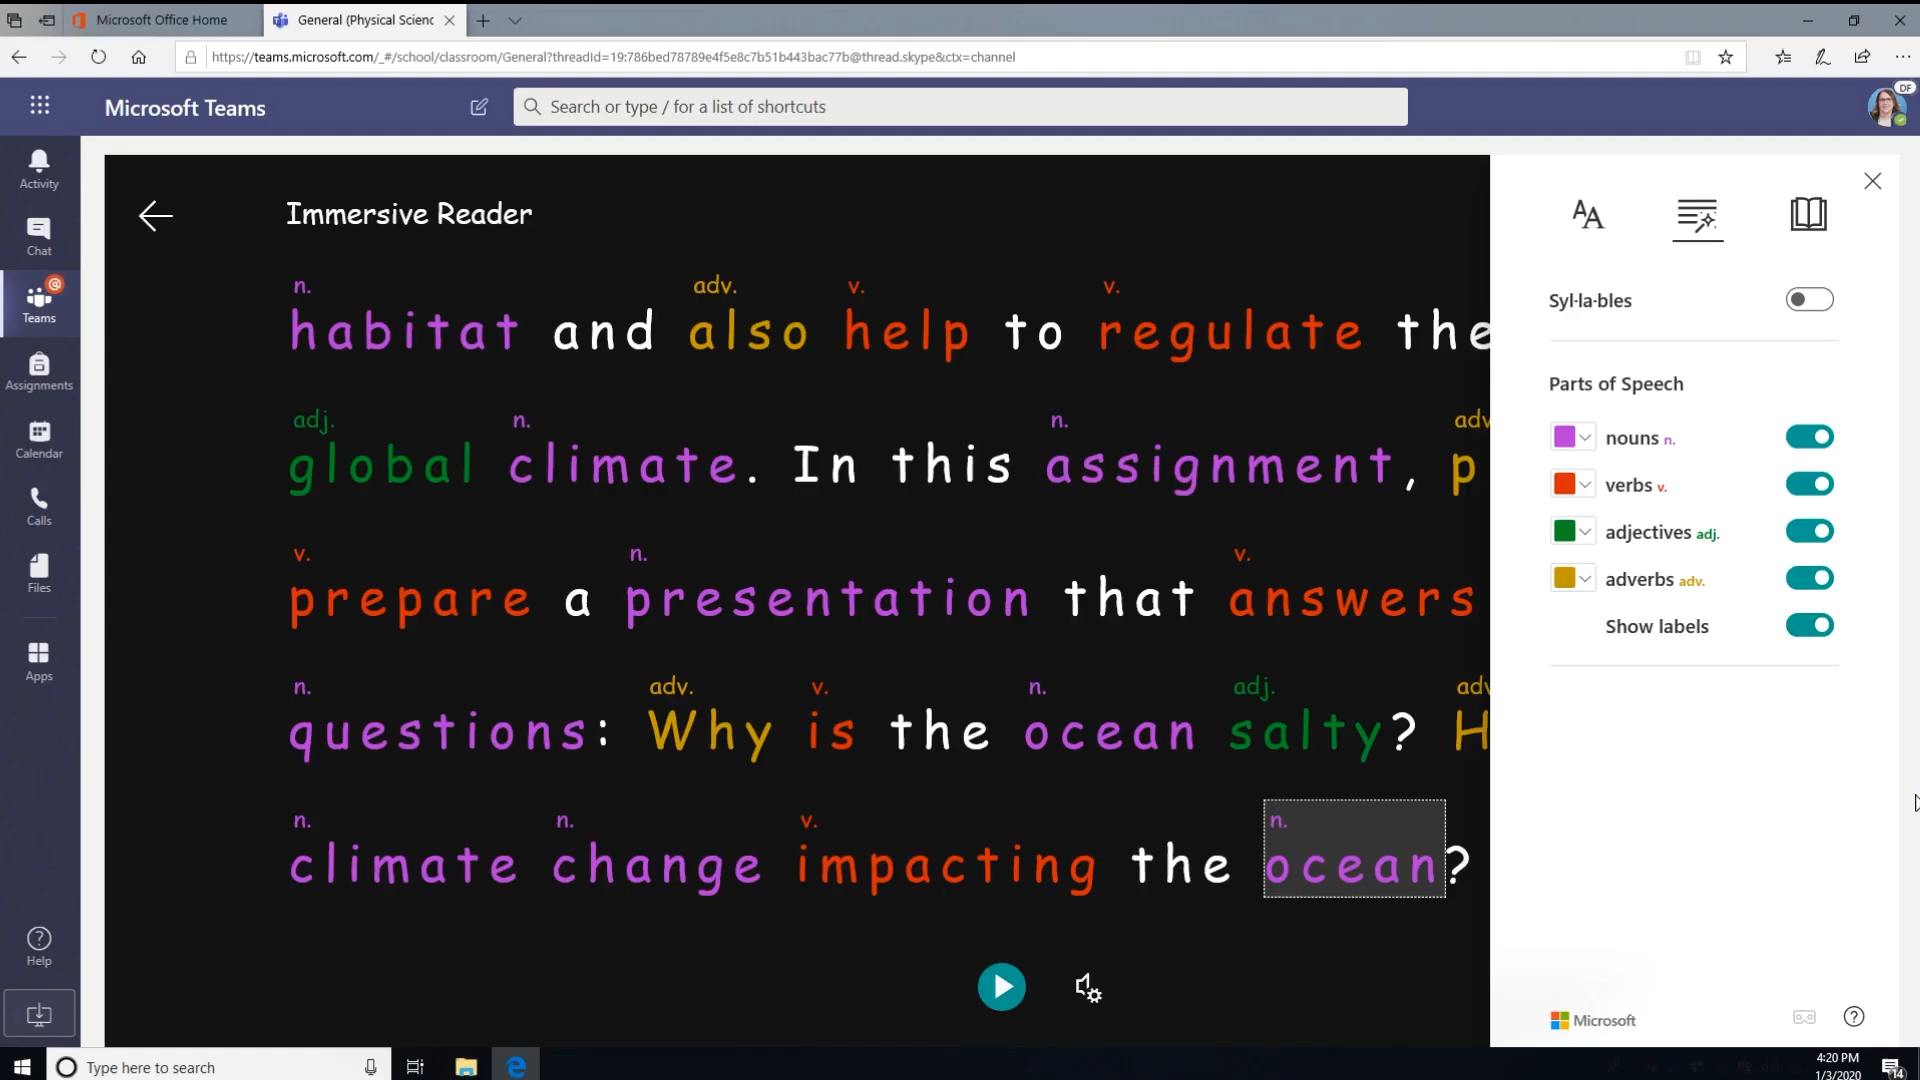 Microsoft Office Home
General (Physical Scienc
https://teams.microsoft.com/_#/school/classroom/General?threadId=19:786bed78789e4f5e8c7b51b443bac77b@thread.skype&ctx=channel
Microsoft Teams
Search or type / for a list of shortcuts
DF
Activity
Chat
@
Teams
Assignments
Calendar
Calls
Files
Apps
Help
Immersive Reader
n. adv. v. v.
habitat and also help to regulate the
adj. n. n. adv
global climate. In this assignment, p
v. n. v.
prepare a presentation that answers
n. adv. v. n. adj. adv
questions: Why is the ocean salty? H
n. n. v. n.
climate change impacting the ocean?
AA
Syl·la·bles
Parts of Speech
nouns n.
verbs v.
adjectives adj.
adverbs adv.
Show labels
Microsoft
?
Type here to search
4:20 PM
1/3/2020
14